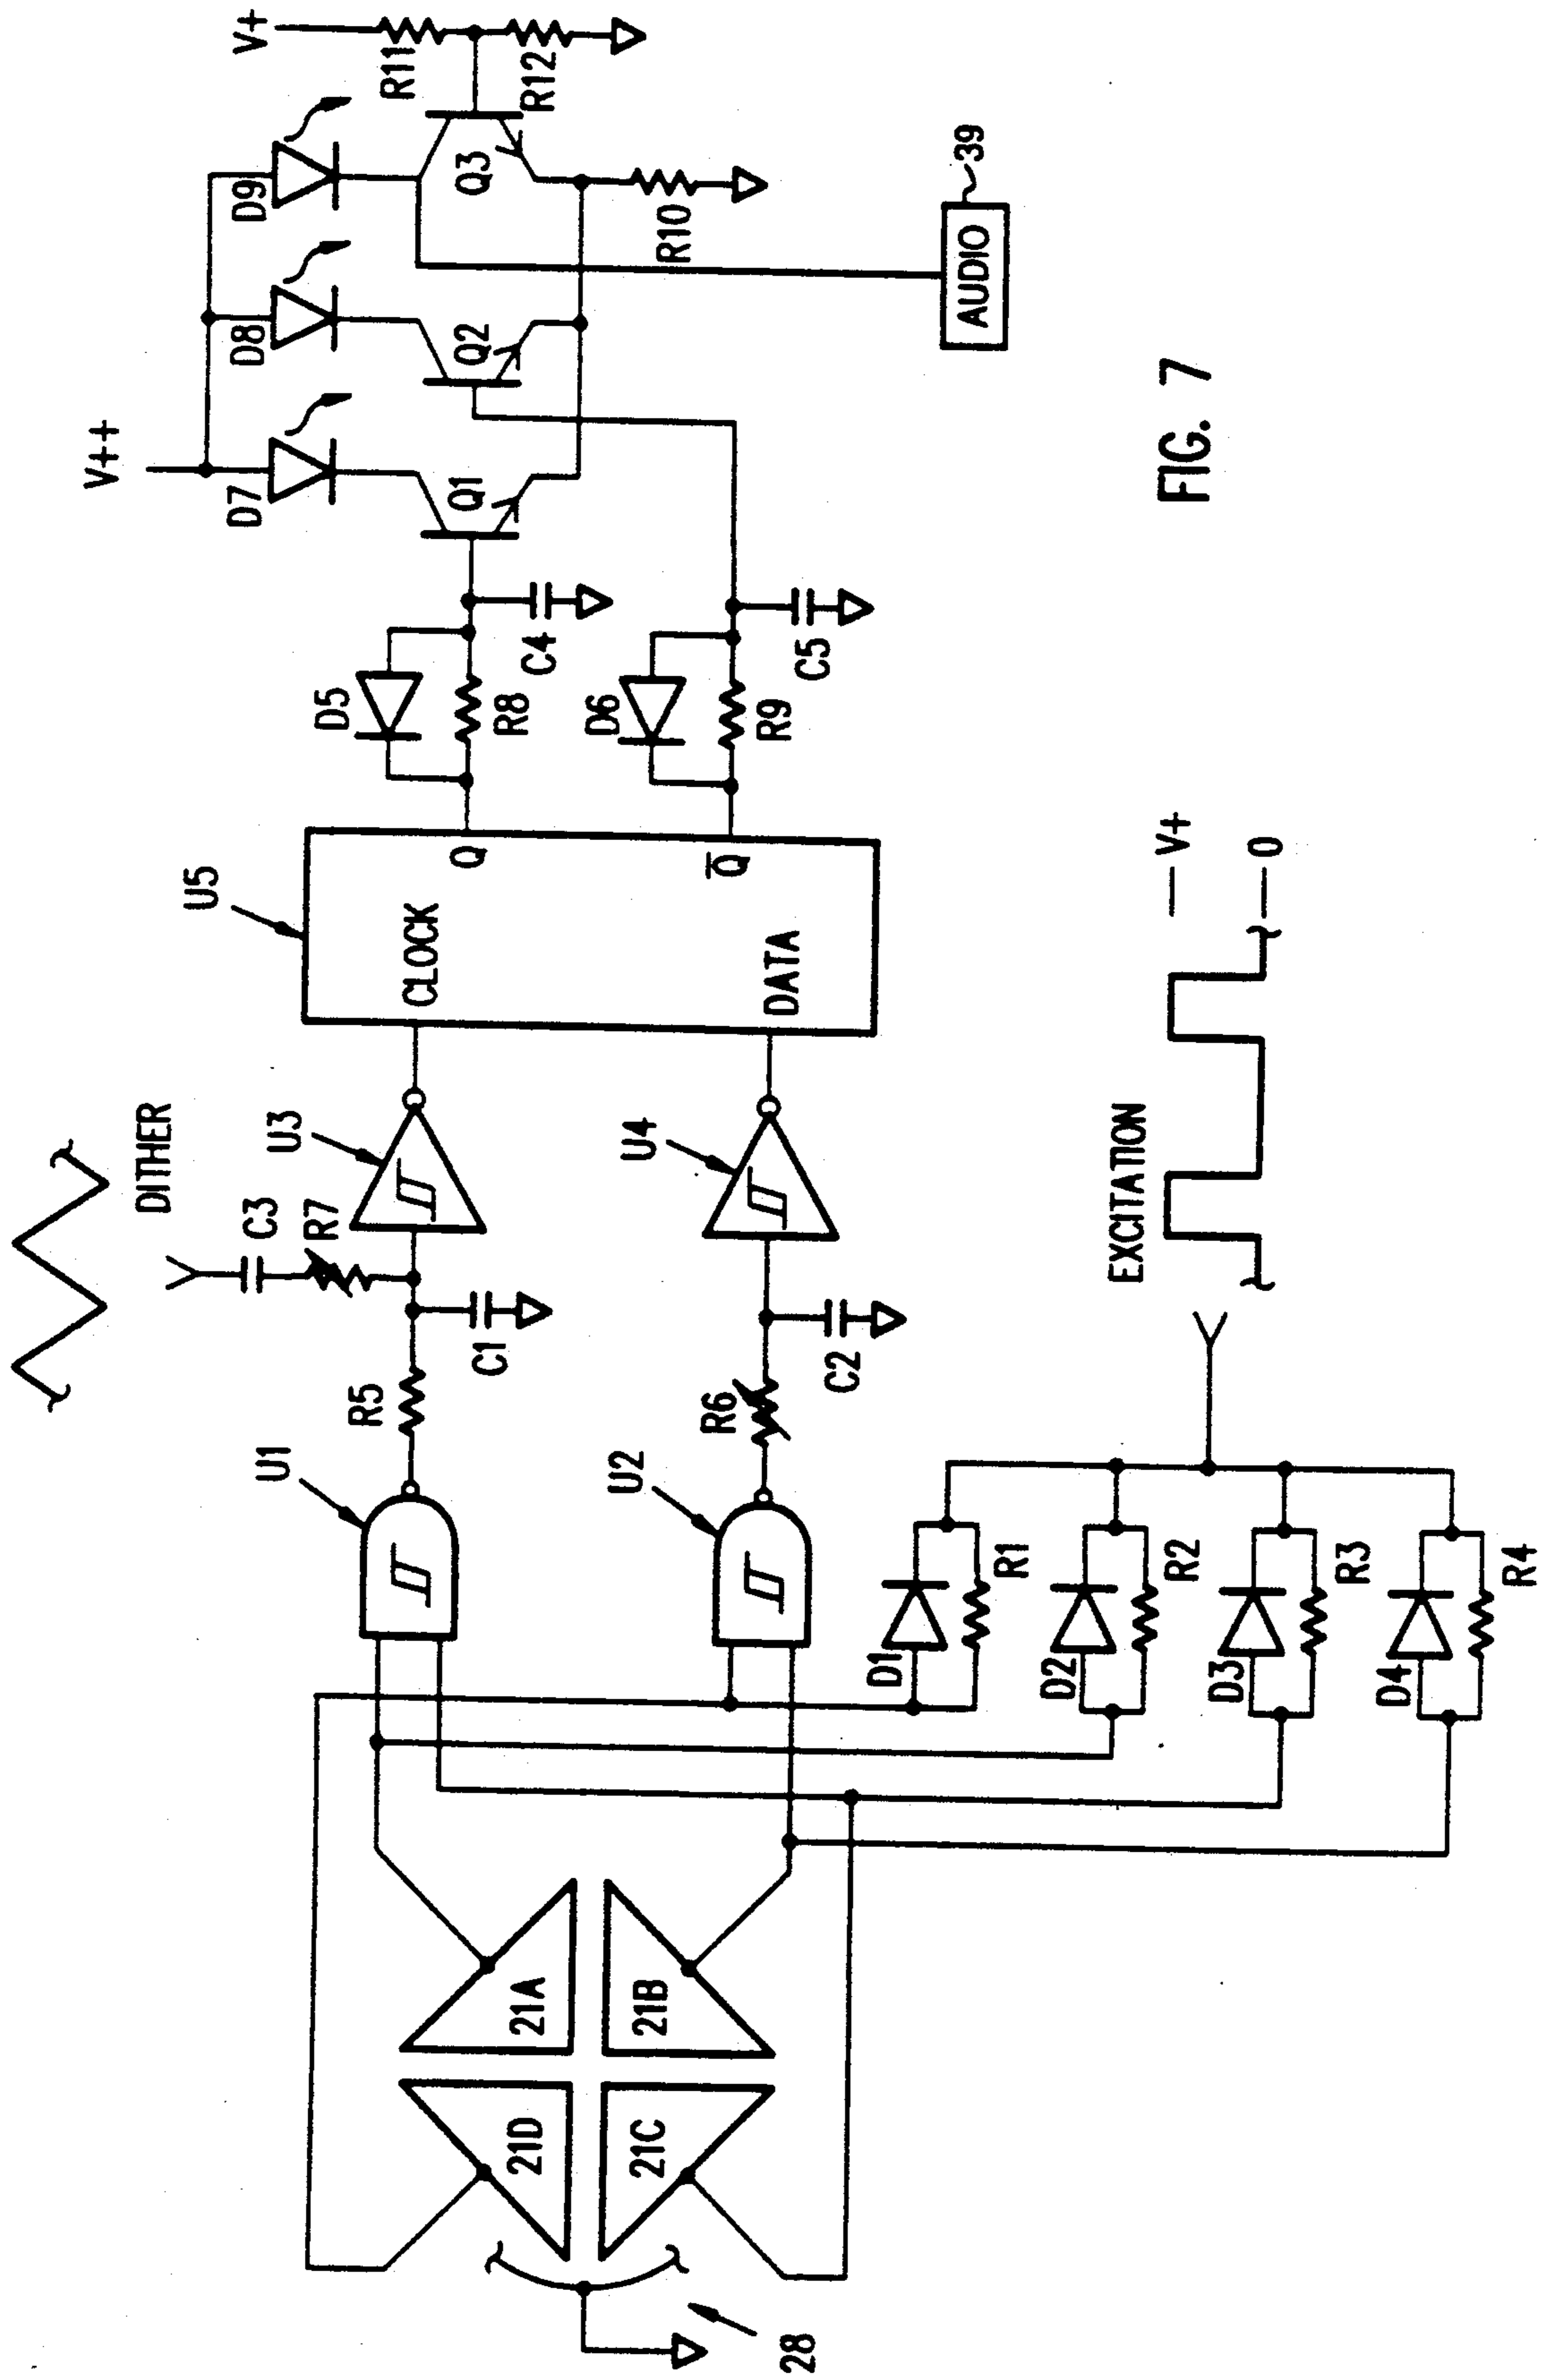 V++
V+
D7
D8
D9
R11
R12
Q1
Q2
Q3
R10
AUDIO
39
D5
R8
C4
D6
R9
C5
U5
CLOCK
Q
DATA
Q̅
DITHER
C3
R7
U3
U4
R5
C1
R6
C2
U1
U2
EXCITATION
V+
0
D1
R1
D2
R2
D3
R3
D4
R4
21A
21B
21C
21D
28
FIG. 7